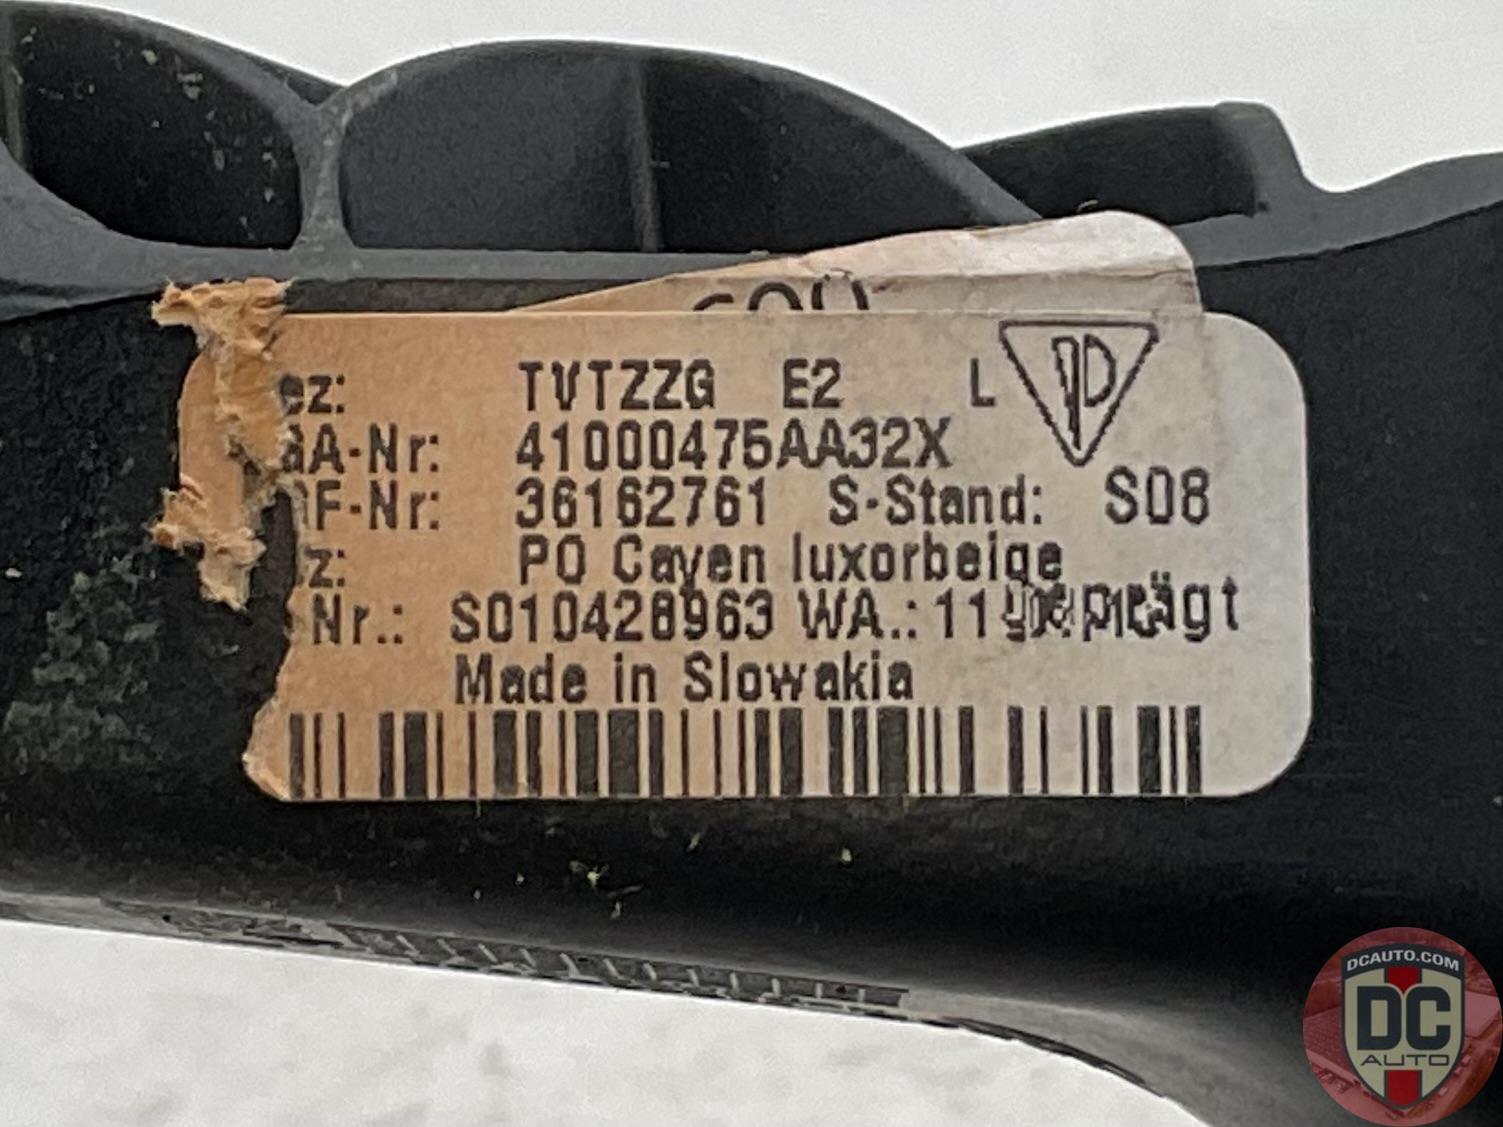 ez: TVTZZG E2 L
GA-Nr: 41000475AA32X
F-Nr: 36162761 S-Stand: S08
z: PO Cayen luxorbeige
Nr.: S010428963 WA.: 11
Made in Slowakia
DCAUTO.COM
DC
AUTO